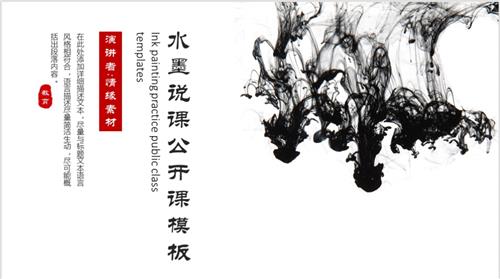 水墨说课公开课模板
Ink painting practice public class
templates
演讲者:情缘素材
在此处添加详细描述文本，尽量与标题文本语言
风格相符合，语言描述尽量简洁生动，尽可能概
括出段落内容。
教育